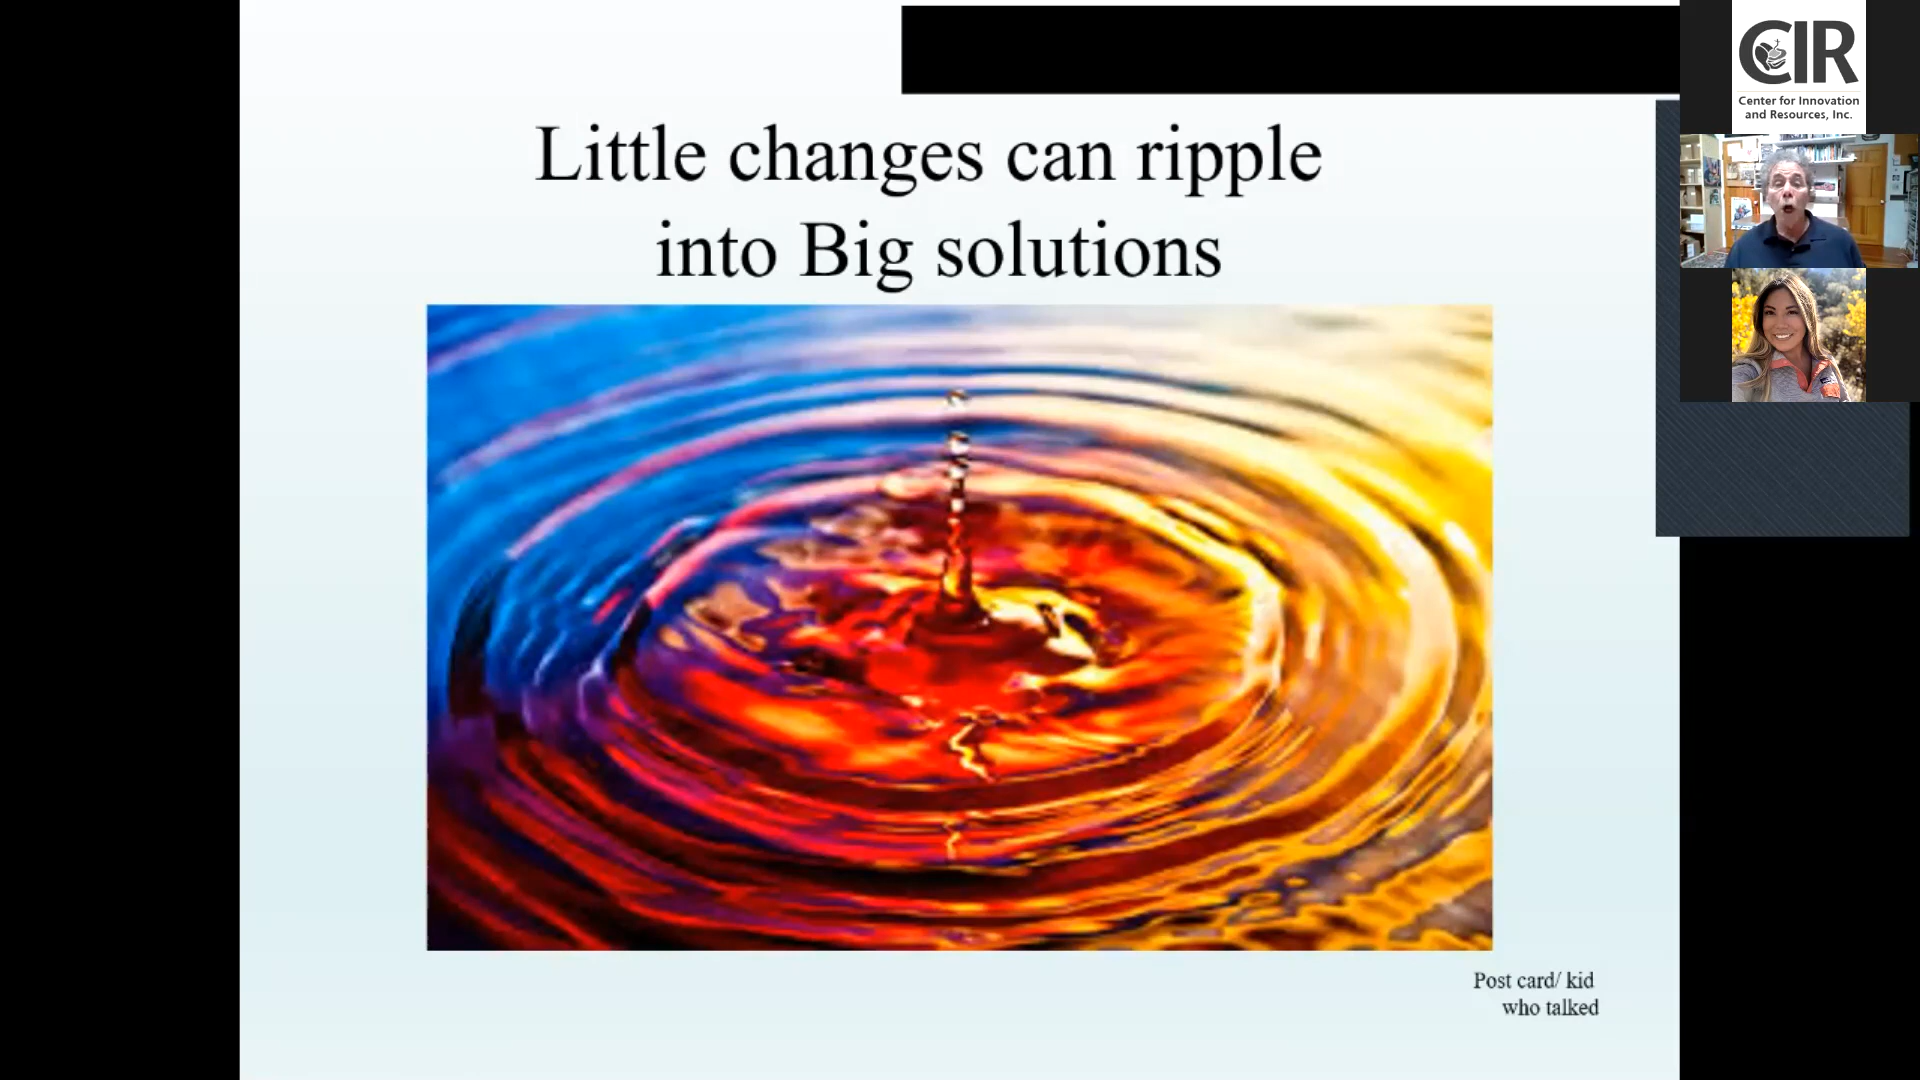 Little changes can ripple
into Big solutions
Post card/ kid
who talked
CIR
Center for Innovation
and Resources, Inc.